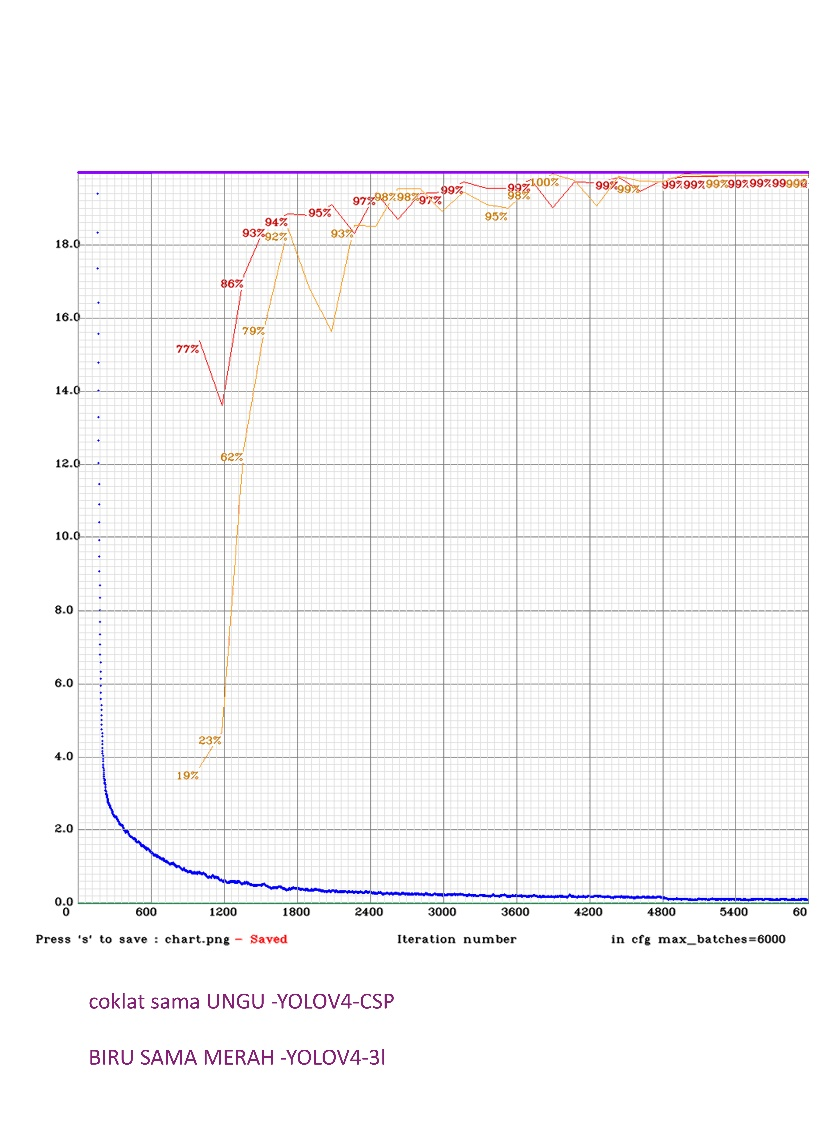 100% 99% 99%99% 99%99% 99%
99% 99% 99%
97% 98%98% 97% 98%
95% 95%
94%
93% 92% 93%
18.0
86%
16.0
79%
77%
14.0
12.0
62%
10.0
8.0
6.0
4.0
23%
19%
2.0
0.0
0 600 1200 1800 2400 3000 3600 4200 4800 5400 60
Press 's' to save : chart.png - Saved Iteration number in cfg max_batches=6000
coklat sama UNGU -YOLOV4-CSP
BIRU SAMA MERAH -YOLOV4-3l